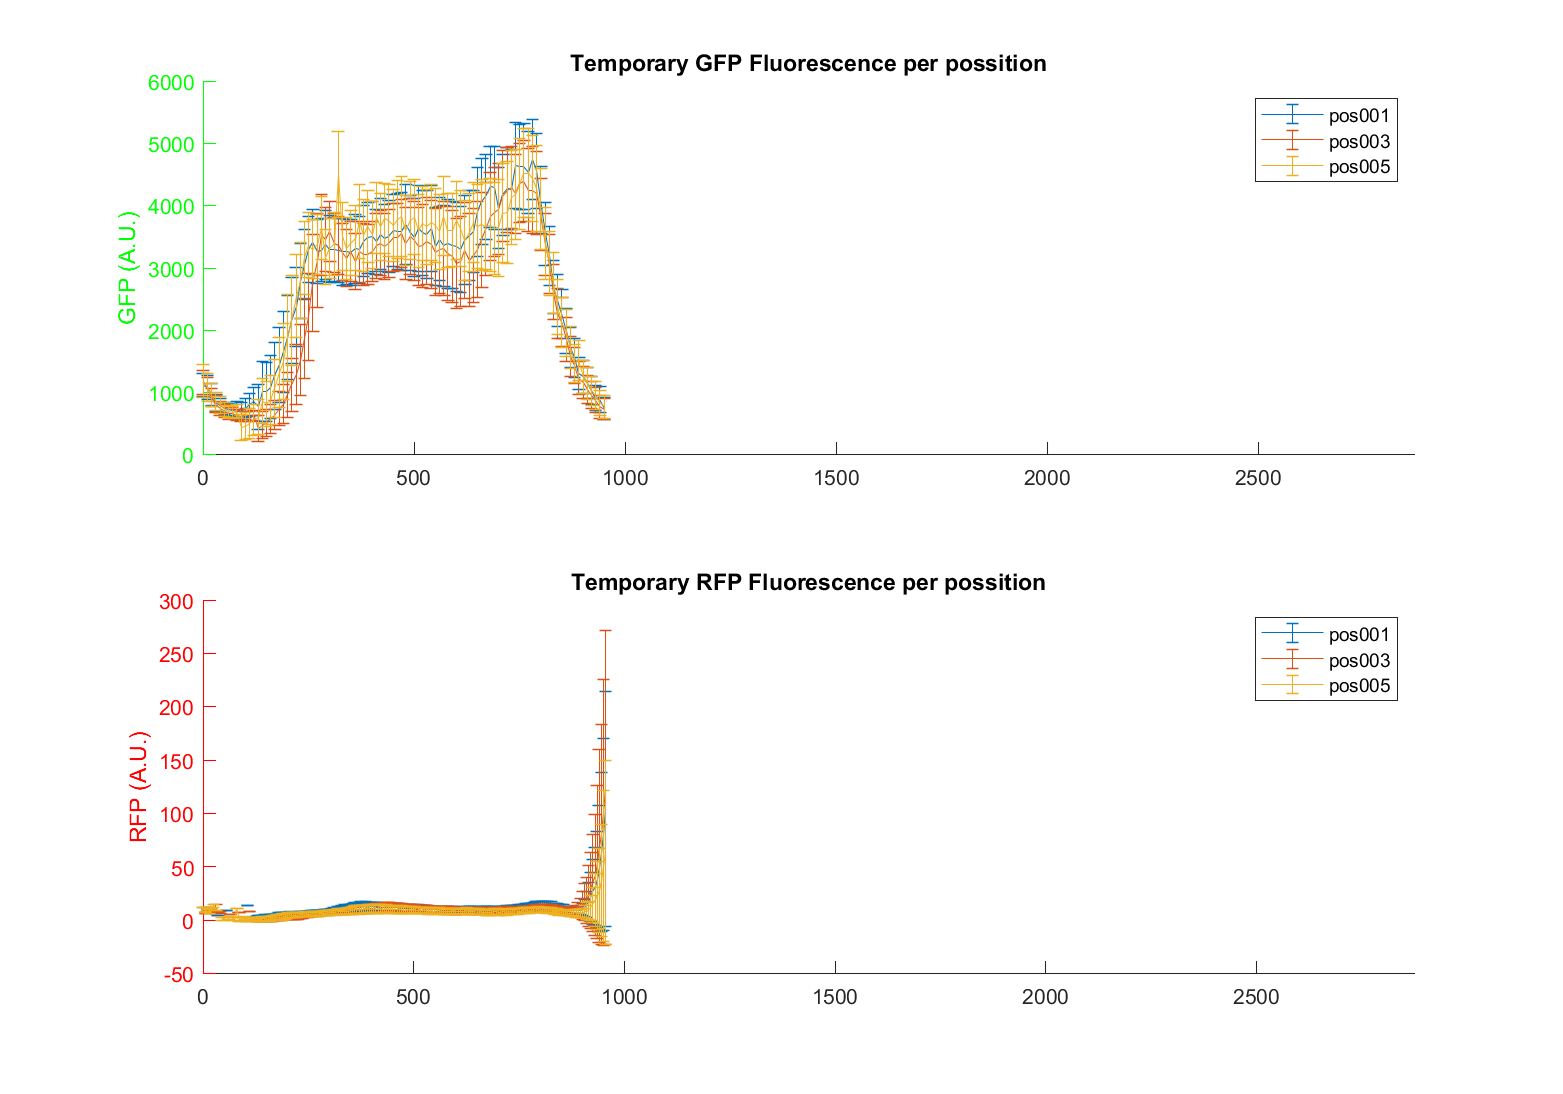 Temporary GFP Fluorescence per possition
6000
5000
4000
3000
2000
1000
0
GFP (A.U.)
pos001
pos003
pos005
0 500 1000 1500 2000 2500
Temporary RFP Fluorescence per possition
300
250
200
150
100
50
0
-50
RFP (A.U.)
pos001
pos003
pos005
0 500 1000 1500 2000 2500